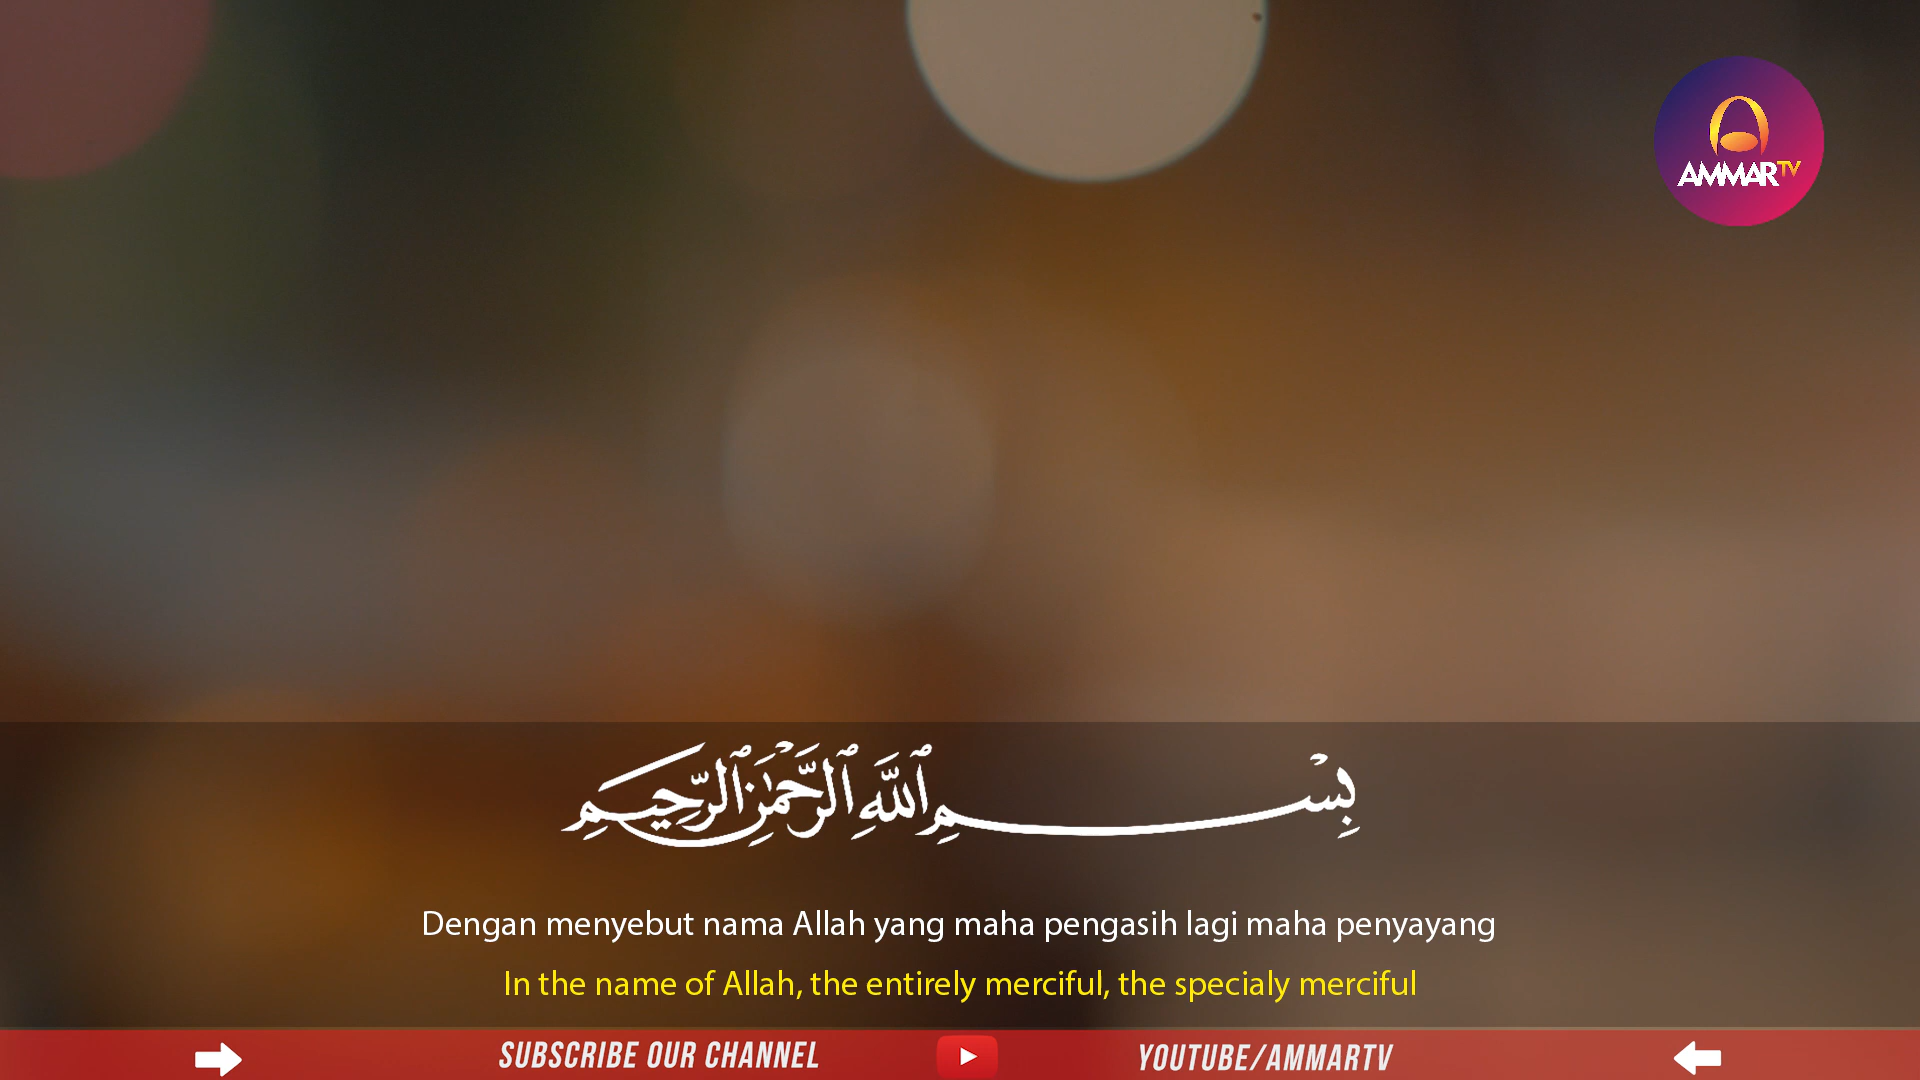 AMMARTV
بِسْمِ ٱللَّهِ ٱلرَّحْمَٰنِ ٱلرَّحِيمِ
Dengan menyebut nama Allah yang maha pengasih lagi maha penyayang
In the name of Allah, the entirely merciful, the specialy merciful
SUBSCRIBE OUR CHANNEL YOUTUBE/AMMARTV